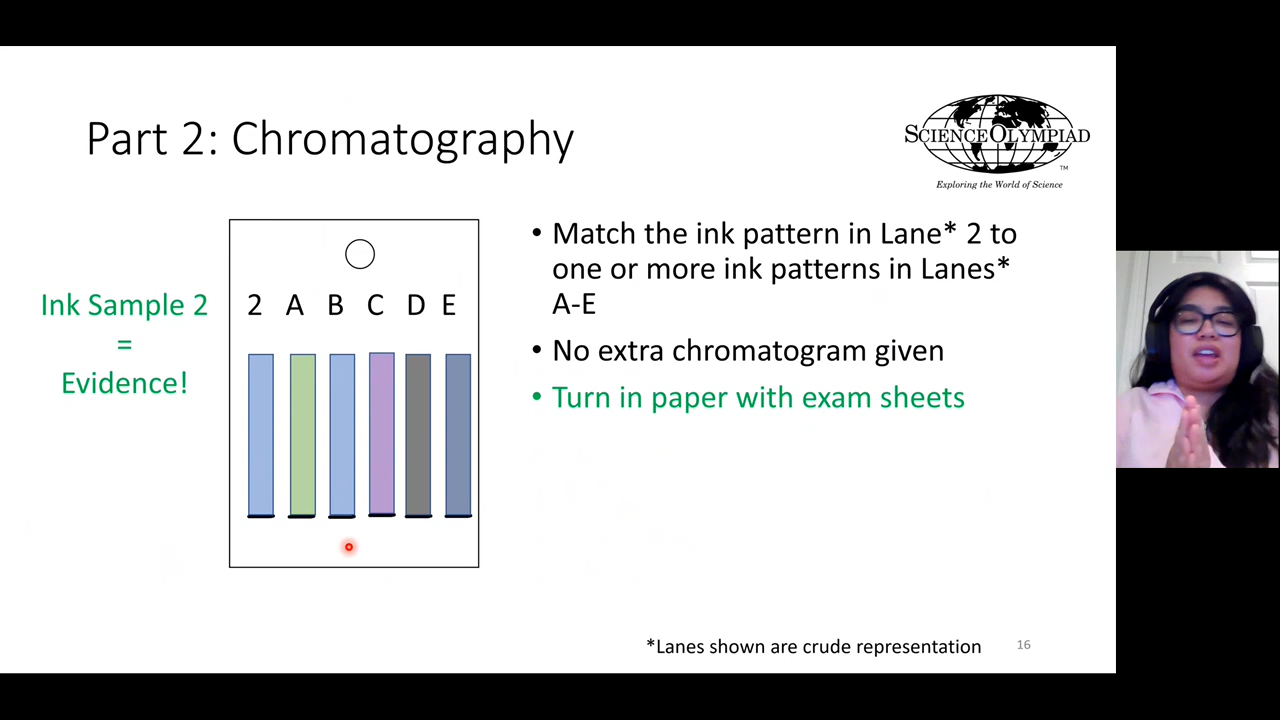 Part 2: Chromatography
SCIENCE OLYMPIAD
TM
Exploring the World of Science
Ink Sample 2
=
Evidence!
2 A B C D E
• Match the ink pattern in Lane* 2 to
one or more ink patterns in Lanes*
A-E
• No extra chromatogram given
• Turn in paper with exam sheets
*Lanes shown are crude representation
16